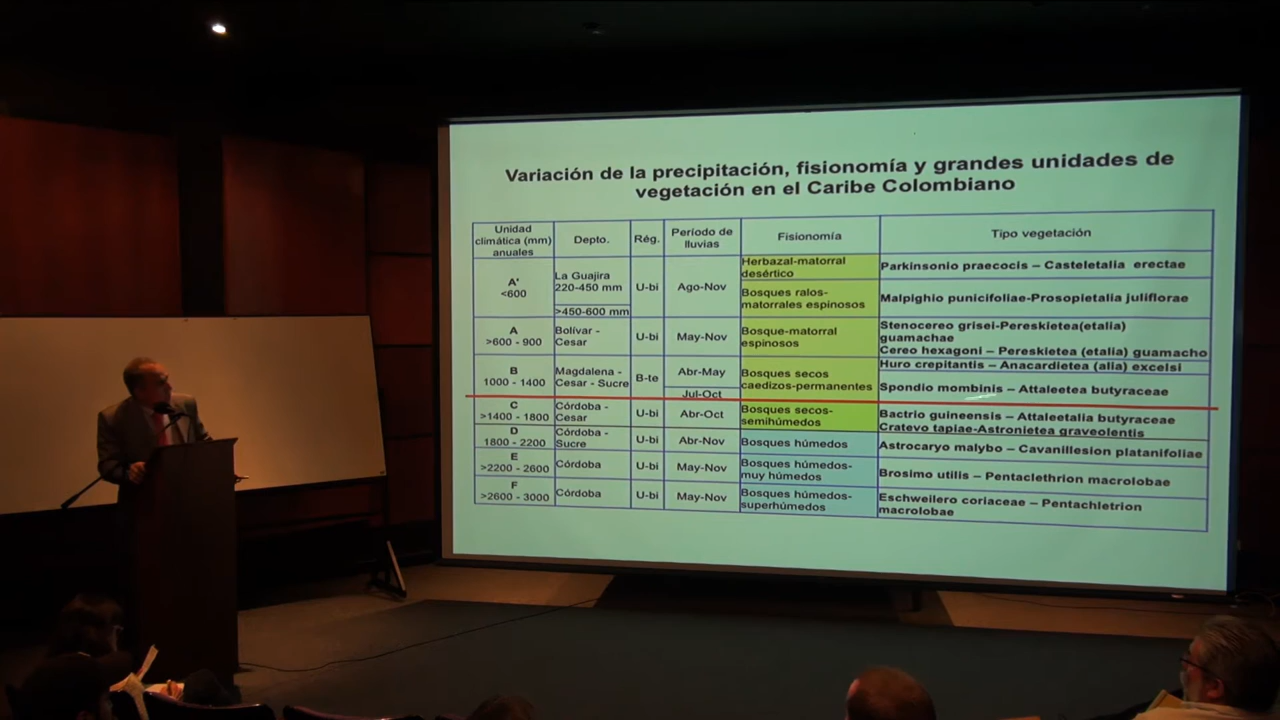 Variación de la precipitación, fisionomía y grandes unidades de
vegetación en el Caribe Colombiano
Unidad
climática (mm)
anuales
Depto.
Rég.
Período de
lluvias
Fisionomía
Tipo vegetación
A'
<600
La Guajira
220-450 mm
>450-600 mm
U-bi
Ago-Nov
Herbazal-matorral
desértico
Parkinsonio praecocis – Casteletalia erectae
Bosques ralos-
matorrales espinosos
Malpighio punicifoliae-Prosopietalia juliflorae
A
>600 - 900
Bolívar -
Cesar
U-bi
May-Nov
Bosque-matorral
espinosos
Stenocereo grisei-Pereskietea(etalia)
guamachae
Cereo hexagoni – Pereskietea (etalia) guamacho
B
1000 - 1400
Magdalena -
Cesar - Sucre
B-te
Abr-May
Jul-Oct
Bosques secos
caedizos-permanentes
Huro crepitantis – Anacardietea (alia) excelsi
Spondio mombinis – Attaleetea butyraceae
C
>1400 - 1800
Córdoba -
Cesar
U-bi
Abr-Oct
Bosques secos-
semihúmedos
Bactrio guineensis – Attaleetalia butyraceae
Cratevo tapiae-Astronietea graveolentis
D
1800 - 2200
Córdoba -
Sucre
U-bi
Abr-Nov
Bosques húmedos
Astrocaryo malybo – Cavanillesion platanifoliae
E
>2200 - 2600
Córdoba
U-bi
May-Nov
Bosques húmedos-
muy húmedos
Brosimo utilis – Pentaclethrion macrolobae
F
>2600 - 3000
Córdoba
U-bi
May-Nov
Bosques húmedos-
superhúmedos
Eschweilero coriaceae – Pentachletrion
macrolobae